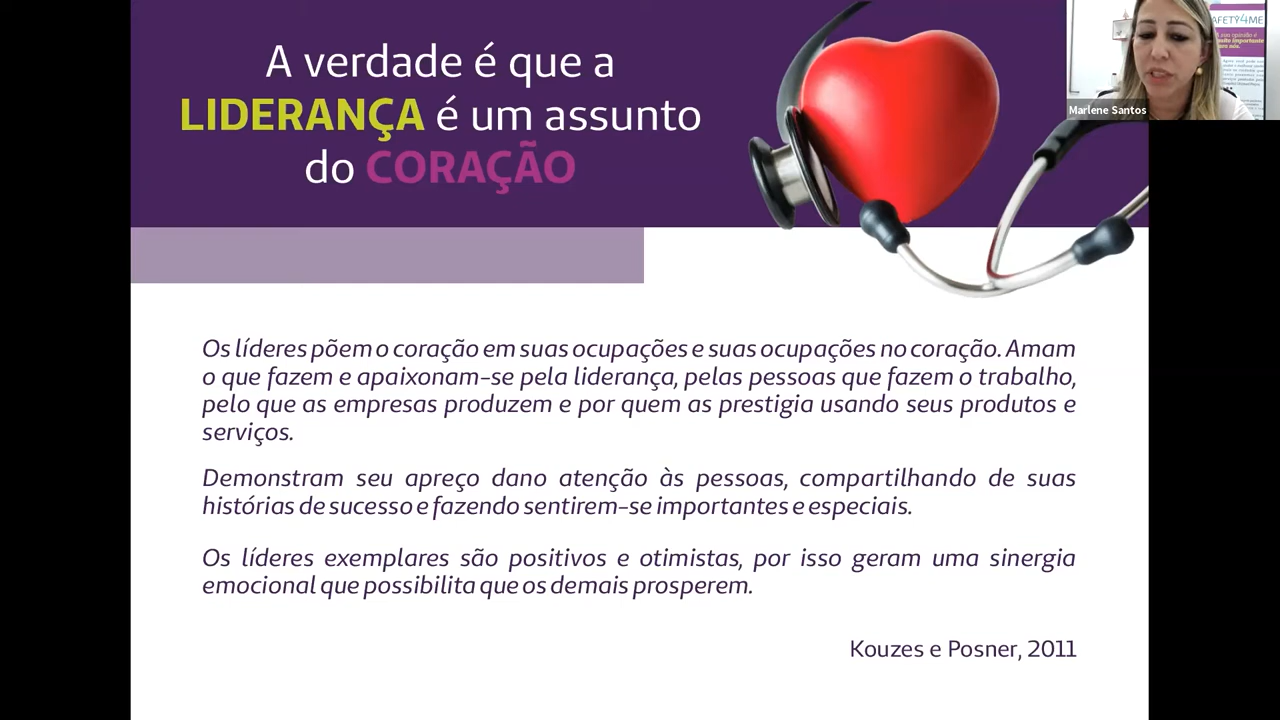 A verdade é que a
LIDERANÇA é um assunto
do CORAÇÃO
AFETY4ME
Marlene Santos
Os líderes põem o coração em suas ocupações e suas ocupações no coração. Amam
o que fazem e apaixonam-se pela liderança, pelas pessoas que fazem o trabalho,
pelo que as empresas produzem e por quem as prestigia usando seus produtos e
serviços.
Demonstram seu apreço dano atenção às pessoas, compartilhando de suas
histórias de sucesso e fazendo sentirem-se importantes e especiais.
Os líderes exemplares são positivos e otimistas, por isso geram uma sinergia
emocional que possibilita que os demais prosperem.
Kouzes e Posner, 2011